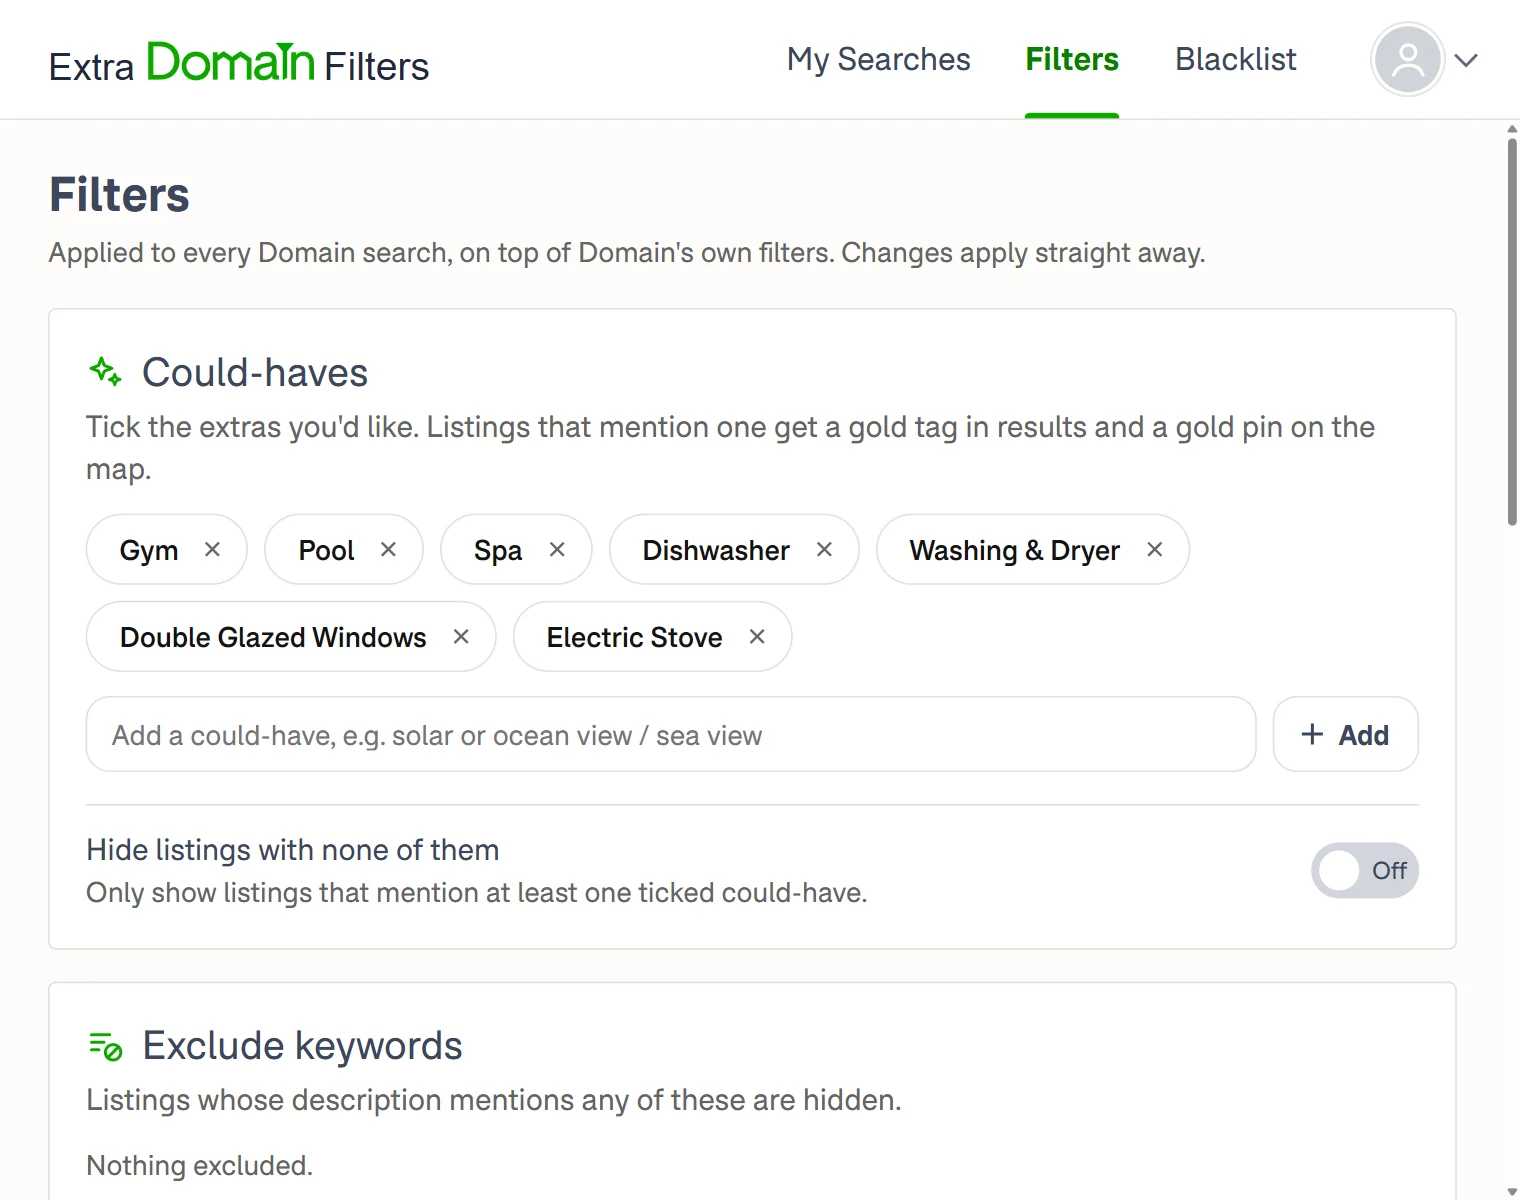 Extra Domain Filters
My Searches
Filters
Blacklist
Filters
Applied to every Domain search, on top of Domain's own filters. Changes apply straight away.
Could-haves
Tick the extras you'd like. Listings that mention one get a gold tag in results and a gold pin on the
map.
Gym
Pool
Spa
Dishwasher
Washing & Dryer
Double Glazed Windows
Electric Stove
Add a could-have, e.g. solar or ocean view / sea view
+ Add
Hide listings with none of them
Off
Only show listings that mention at least one ticked could-have.
Exclude keywords
Listings whose description mentions any of these are hidden.
Nothing excluded.